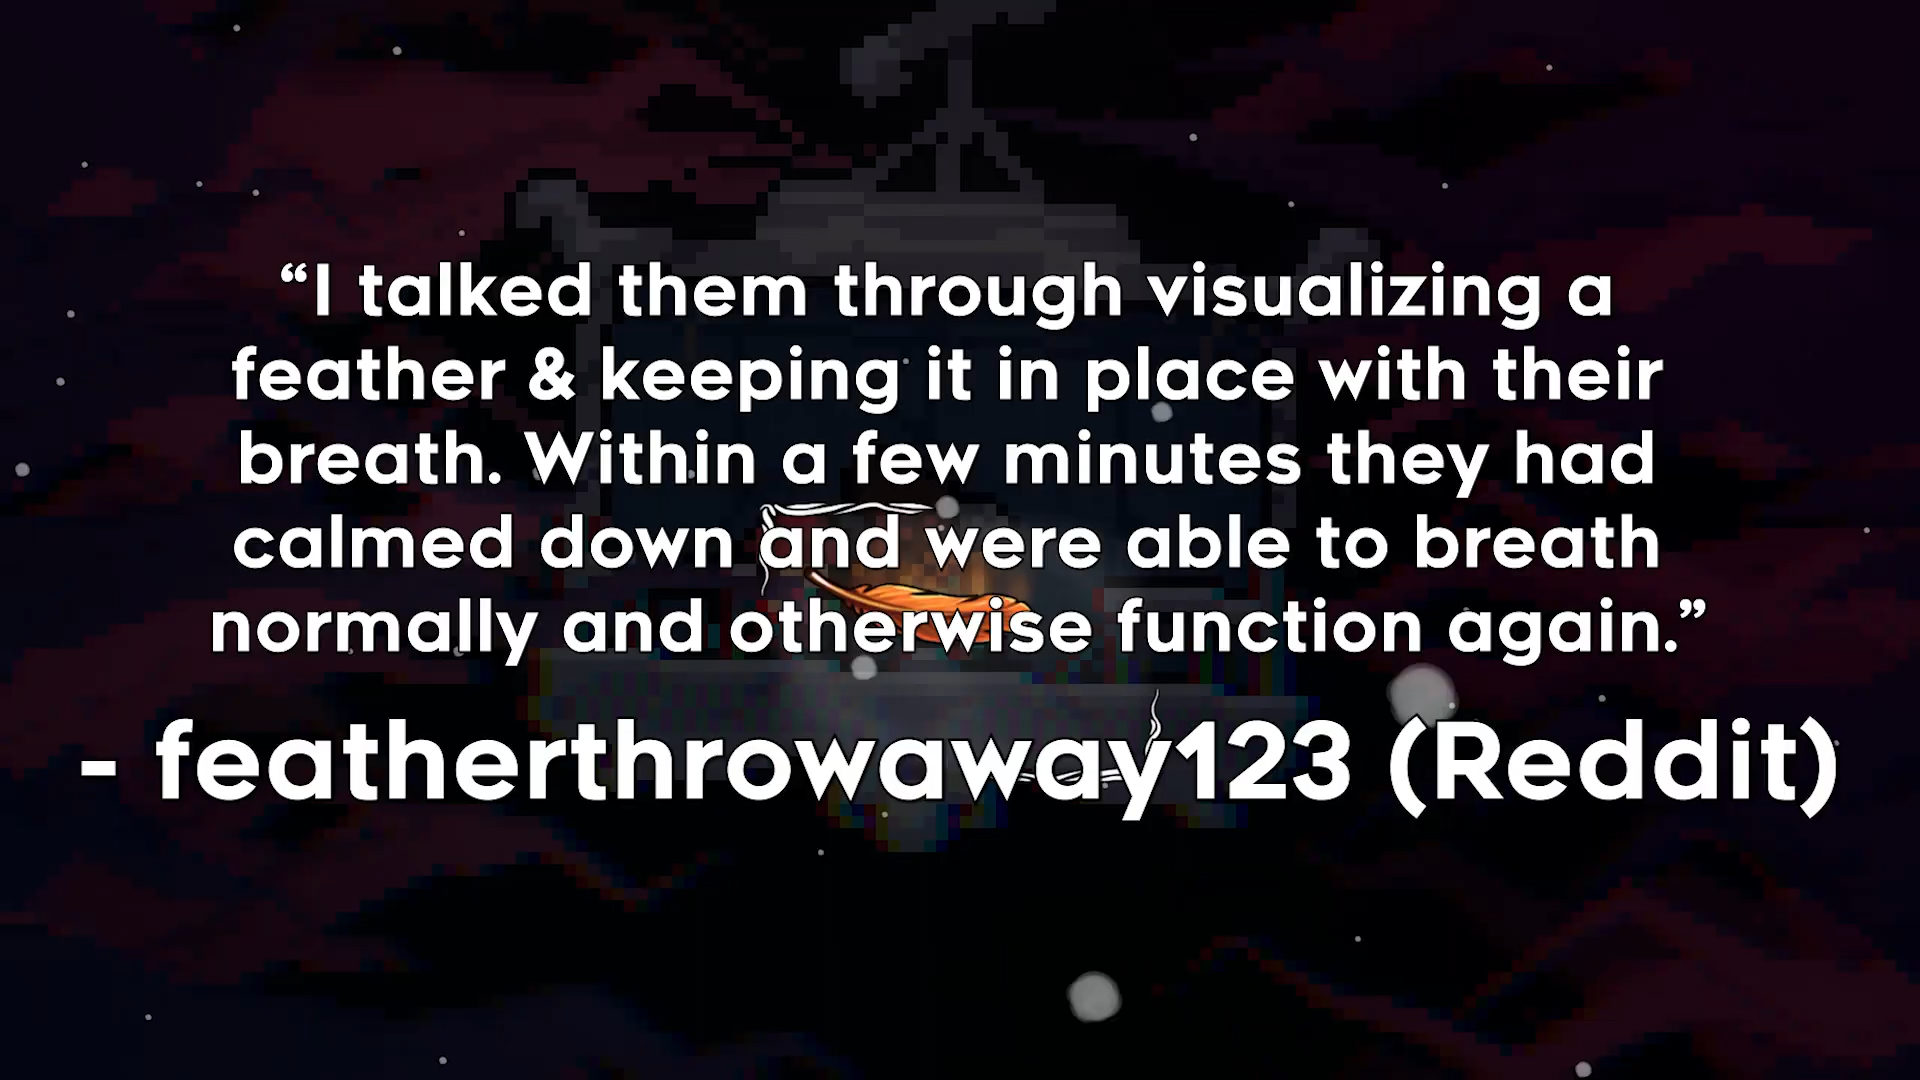 “I talked them through visualizing a
feather & keeping it in place with their
breath. Within a few minutes they had
calmed down and were able to breath
normally and otherwise function again.”
- featherthrowaway123 (Reddit)